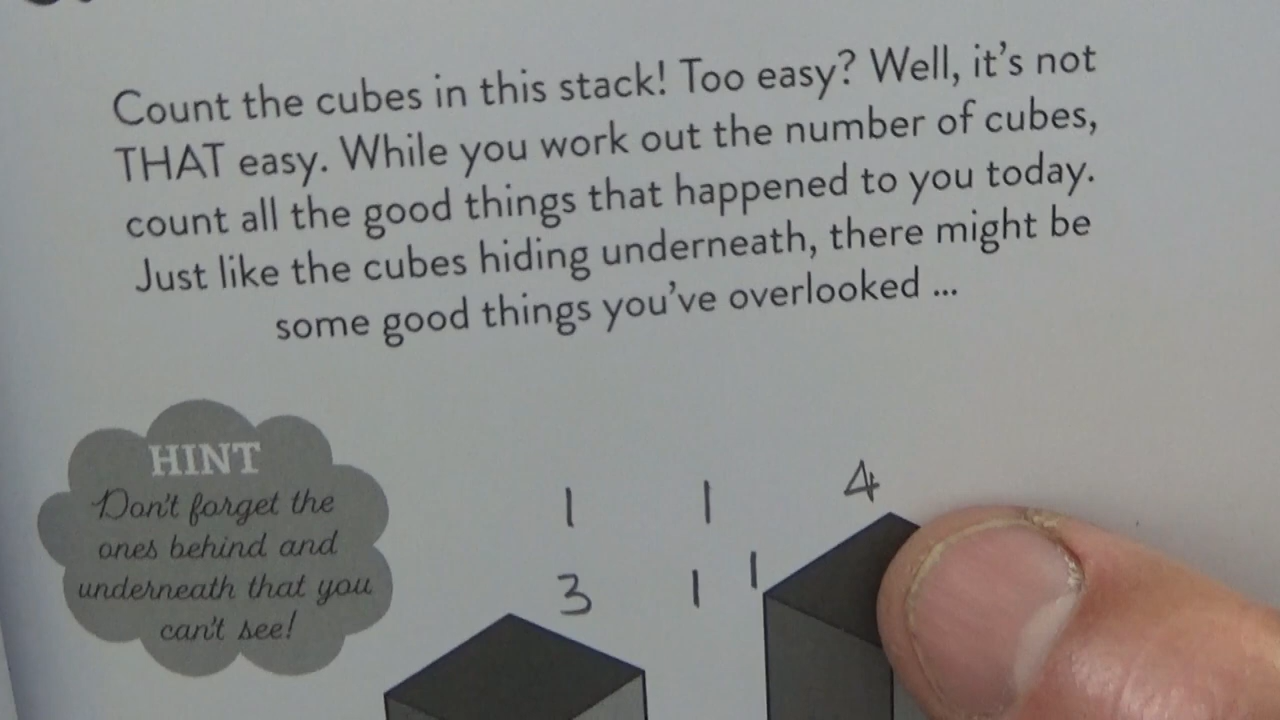 Count the cubes in this stack! Too easy? Well, it's not
THAT easy. While you work out the number of cubes,
count all the good things that happened to you today.
Just like the cubes hiding underneath, there might be
some good things you've overlooked ...
HINT
Don't forget the
ones behind and
underneath that you
can't see!
1 1 4
3 1 1